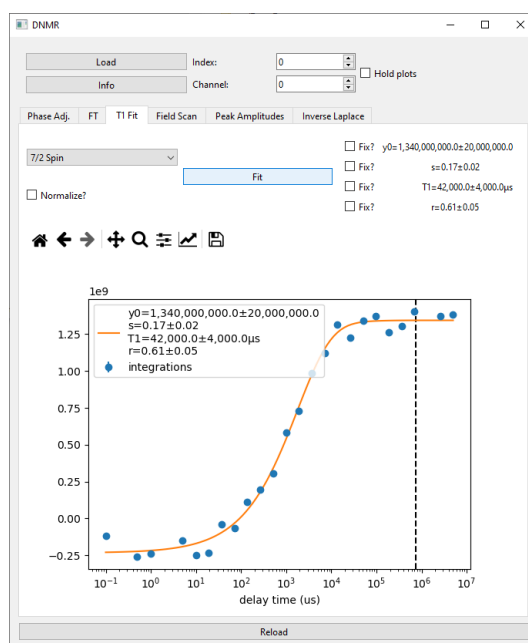 DNMR
Load
Index:
0
Hold plots
Info
Channel:
0
Phase Adj. FT T1 Fit Field Scan Peak Amplitudes Inverse Laplace
7/2 Spin
Fit
Fix? y0=1,340,000,000.0±20,000,000.0
Fix? s=0.17±0.02
Fix? T1=42,000.0±4,000.0μs
Fix? r=0.61±0.05
Normalize?
1e9
y0=1,340,000,000.0±20,000,000.0
s=0.17±0.02
T1=42,000.0±4,000.0μs
r=0.61±0.05
integrations
1.25
1.00
0.75
0.50
0.25
0.00
−0.25
10⁻¹ 10⁰ 10¹ 10² 10³ 10⁴ 10⁵ 10⁶ 10⁷
delay time (us)
Reload